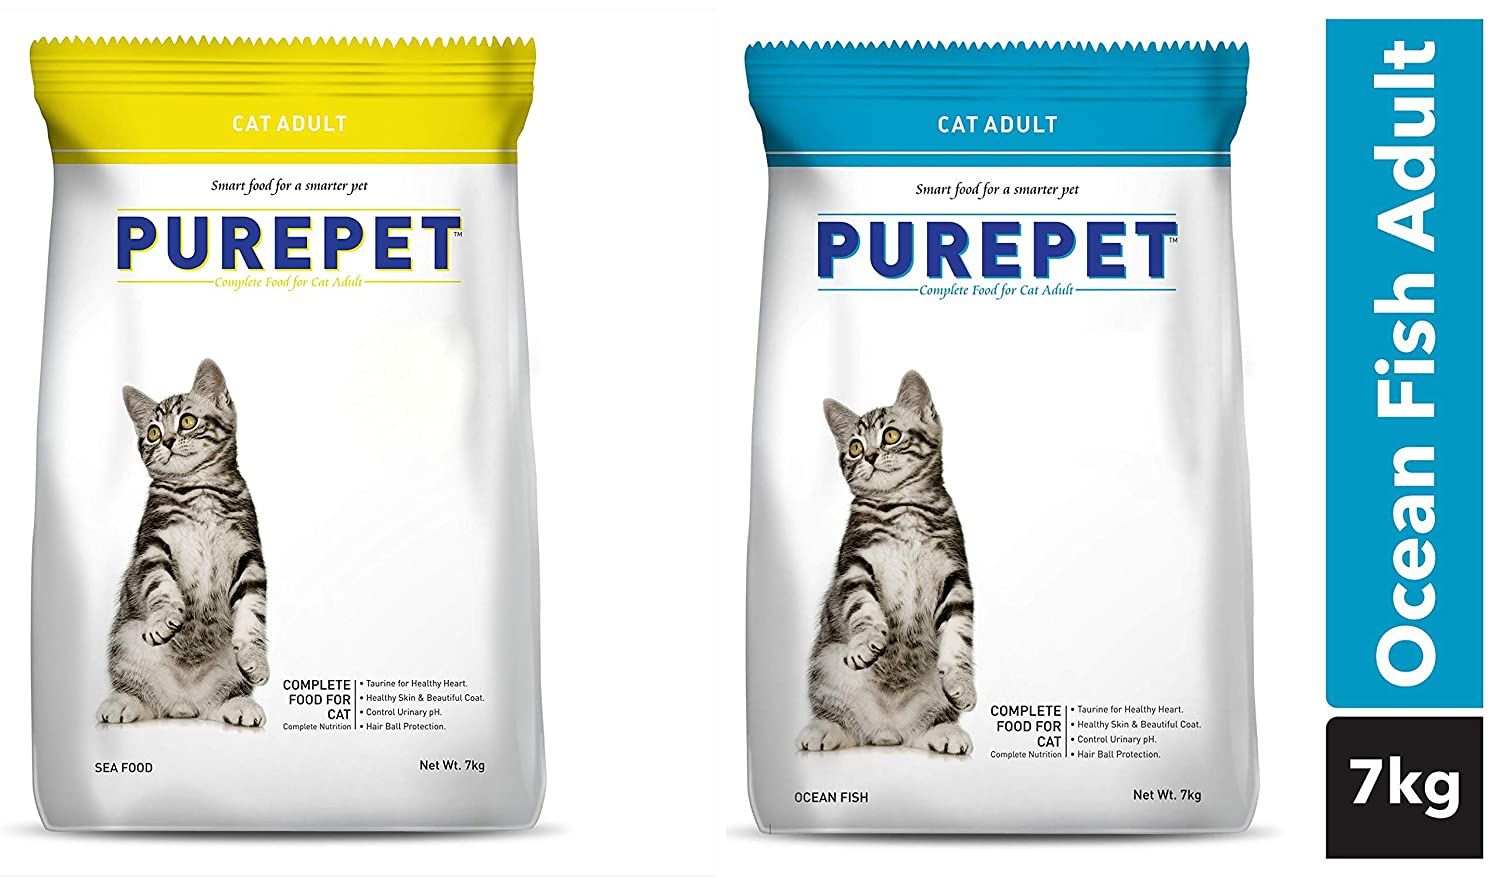 CAT ADULT
Smart food for a smarter pet
PUREPET™
Complete Food for Cat Adult
COMPLETE
FOOD FOR
CAT
Complete Nutrition
• Taurine for Healthy Heart.
• Healthy Skin & Beautiful Coat.
• Control Urinary pH.
• Hair Ball Protection.
SEA FOOD
Net Wt. 7kg
CAT ADULT
Smart food for a smarter pet
PUREPET™
Complete Food for Cat Adult
COMPLETE
FOOD FOR
CAT
Complete Nutrition
• Taurine for Healthy Heart.
• Healthy Skin & Beautiful Coat.
• Control Urinary pH.
• Hair Ball Protection.
OCEAN FISH
Net Wt. 7kg
Ocean Fish Adult
7kg